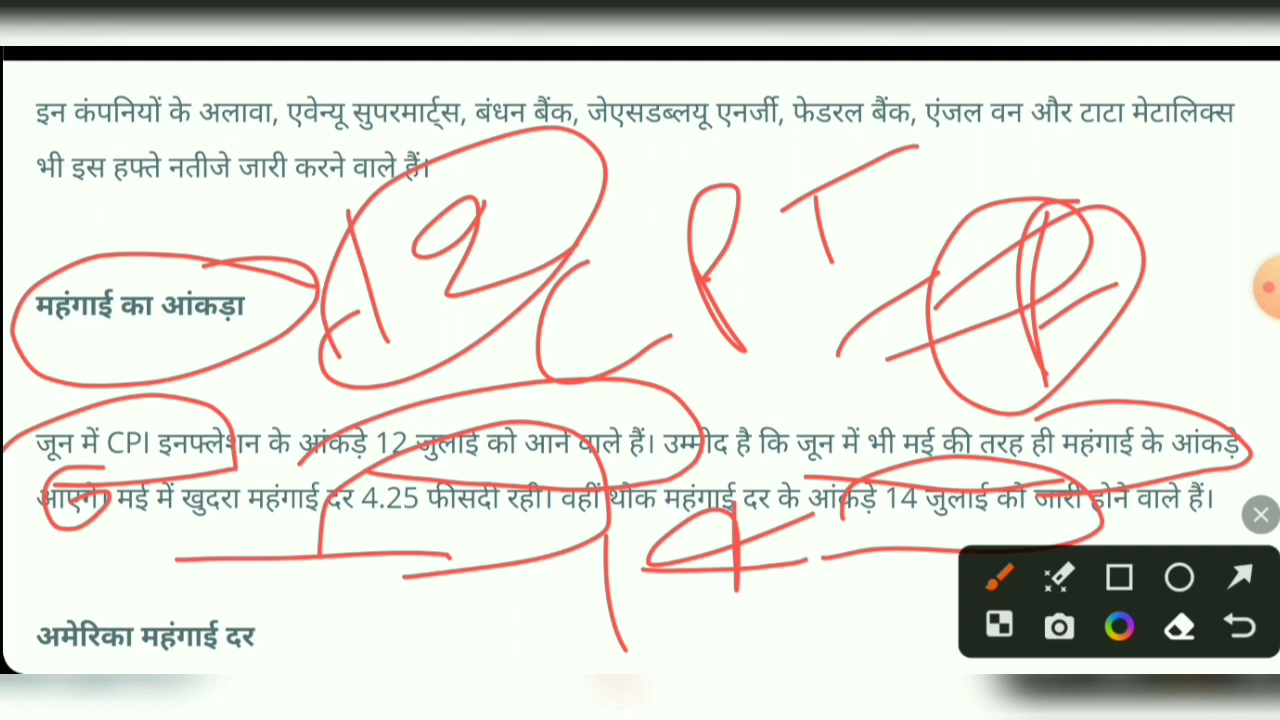 इन कंपनियों के अलावा, एवेन्यू सुपरमार्ट्स, बंधन बैंक, जेएसडब्लयू एनर्जी, फेडरल बैंक, एंजल वन और टाटा मेटालिक्स
भी इस हफ्ते नतीजे जारी करने वाले हैं।
12 CPI
महंगाई का आंकड़ा
जून में CPI इनफ्लेशन के आंकड़े 12 जुलाई को आने वाले हैं। उम्मीद है कि जून में भी मई की तरह ही महंगाई के आंकड़े
आएंगे। मई में खुदरा महंगाई दर 4.25 फीसदी रही। वहीं थोक महंगाई दर के आंकड़े 14 जुलाई को जारी होने वाले हैं।
अमेरिका महंगाई दर